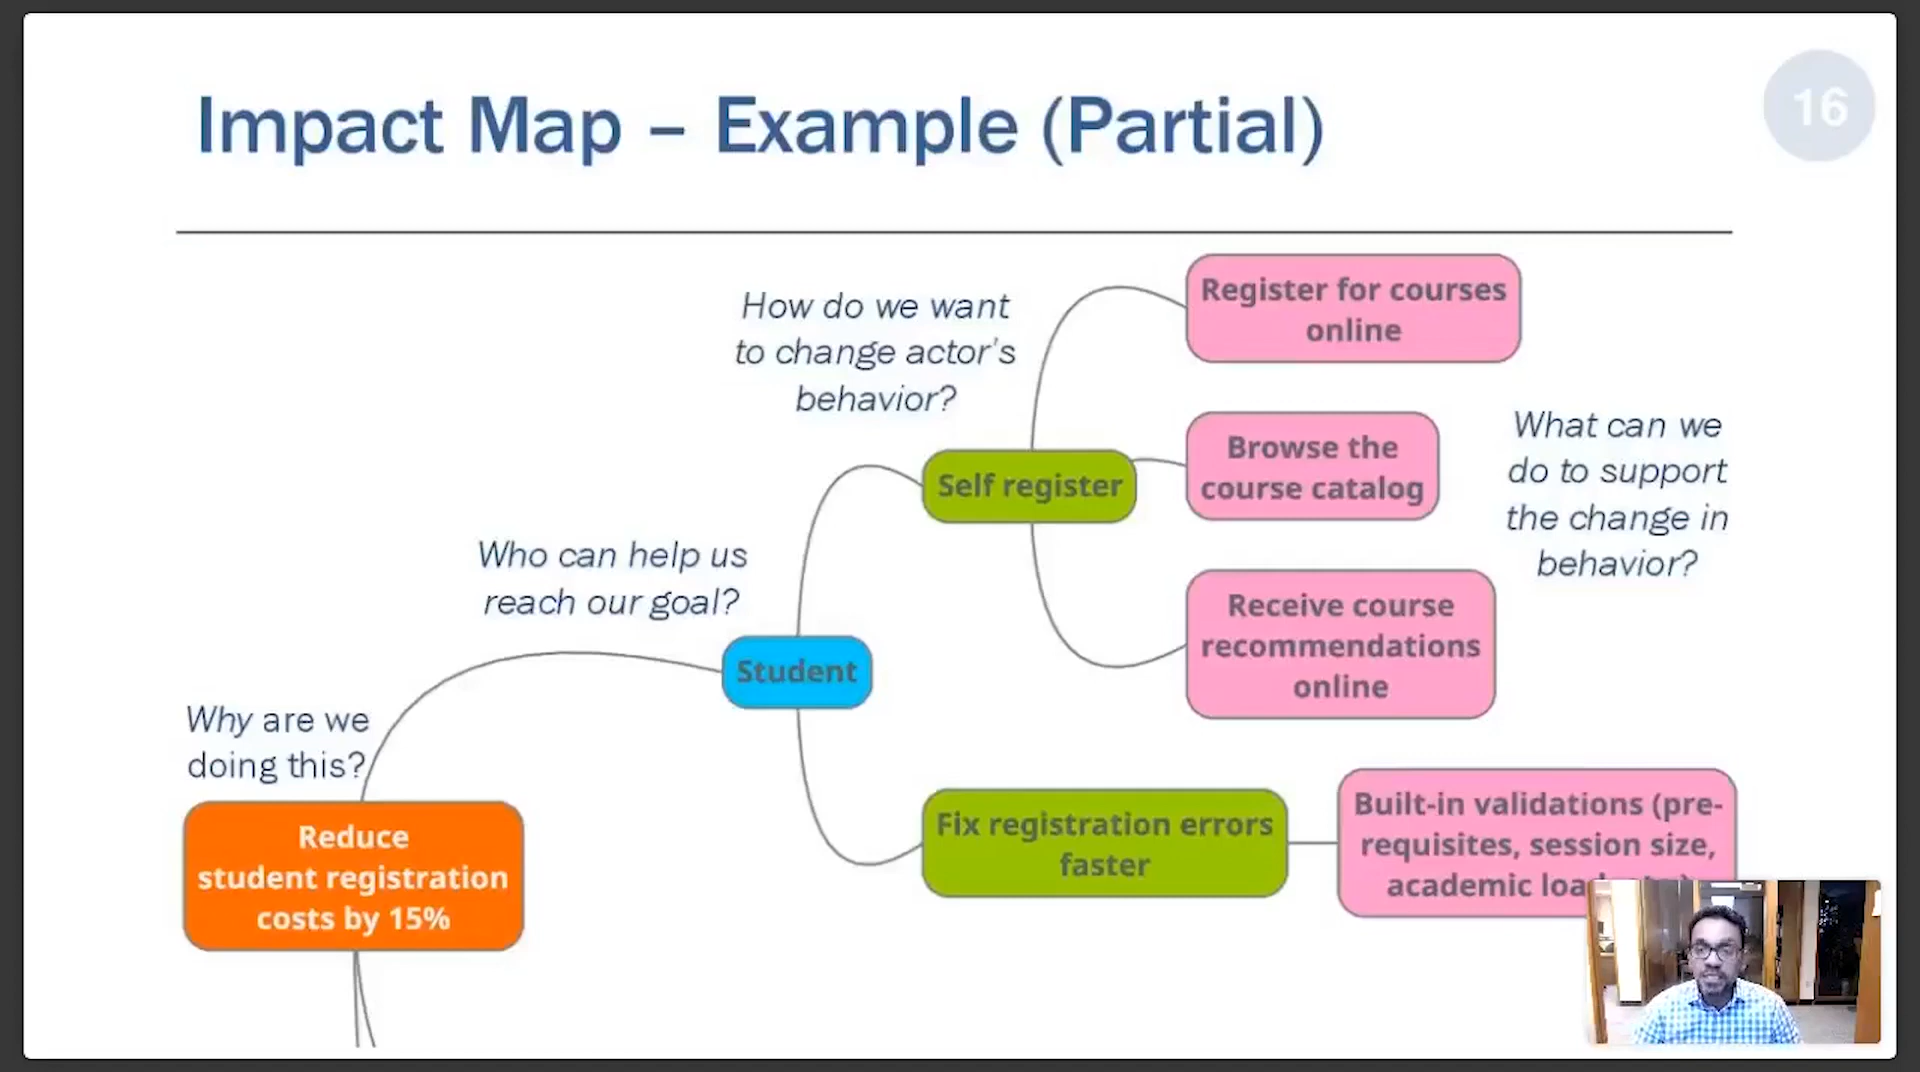 Impact Map – Example (Partial)
16
How do we want
to change actor's
behavior?
Register for courses
online
Browse the
course catalog
What can we
do to support
the change in
behavior?
Self register
Who can help us
reach our goal?
Receive course
recommendations
online
Student
Why are we
doing this?
Reduce
student registration
costs by 15%
Fix registration errors
faster
Built-in validations (pre-
requisites, session size,
academic